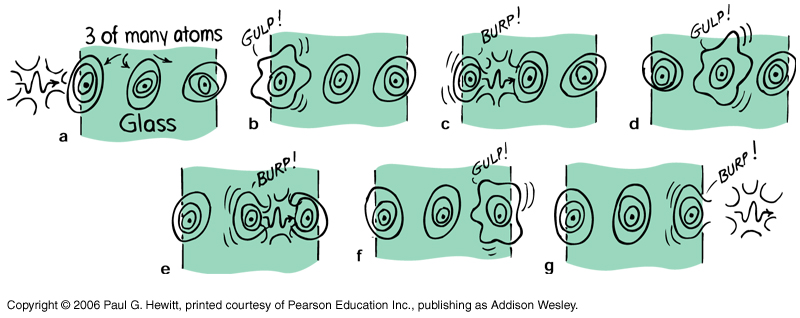 3 of many atoms
Glass
a
GULP!
b
BURP!
c
GULP!
d
BURP!
e
GULP!
f
BURP!
g
Copyright © 2006 Paul G. Hewitt, printed courtesy of Pearson Education Inc., publishing as Addison Wesley.